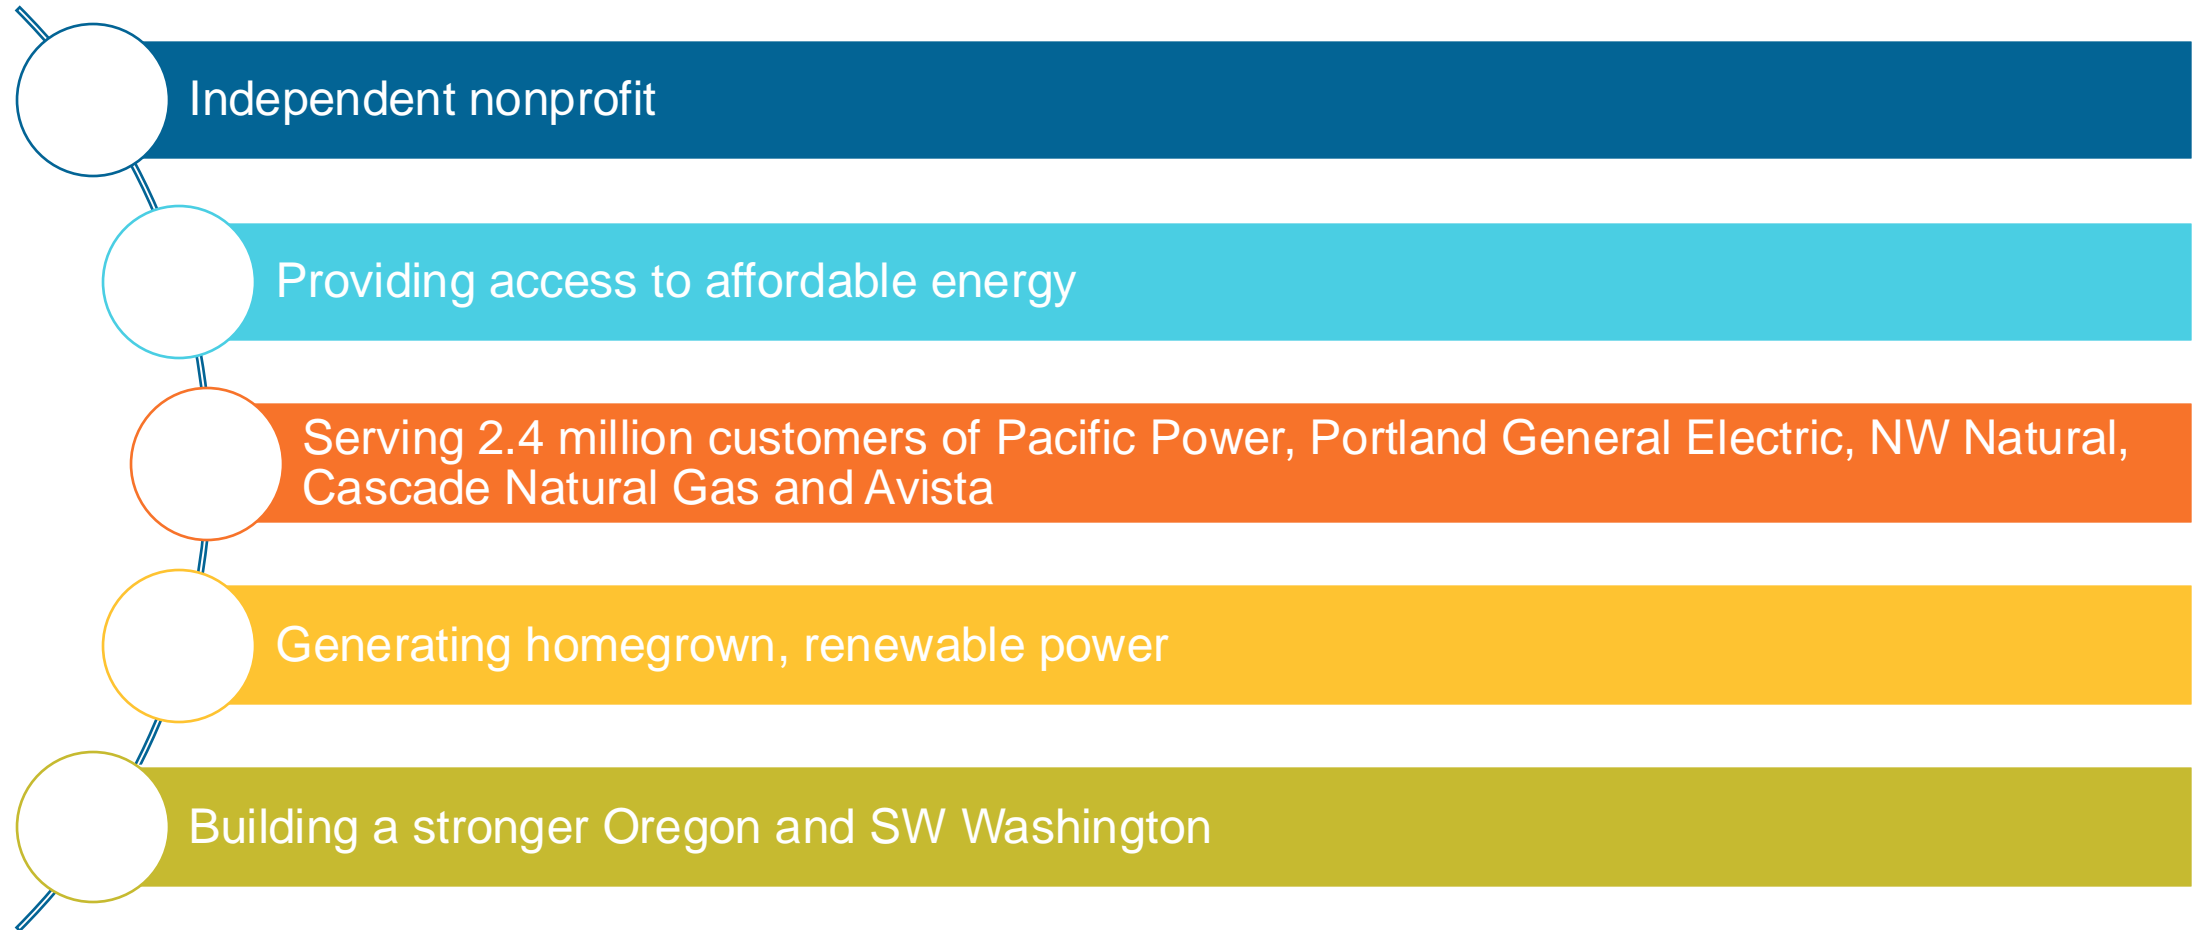 Independent nonprofit
Providing access to affordable energy
Serving 2.4 million customers of Pacific Power, Portland General Electric, NW Natural,
Cascade Natural Gas and Avista
Generating homegrown, renewable power
Building a stronger Oregon and SW Washington